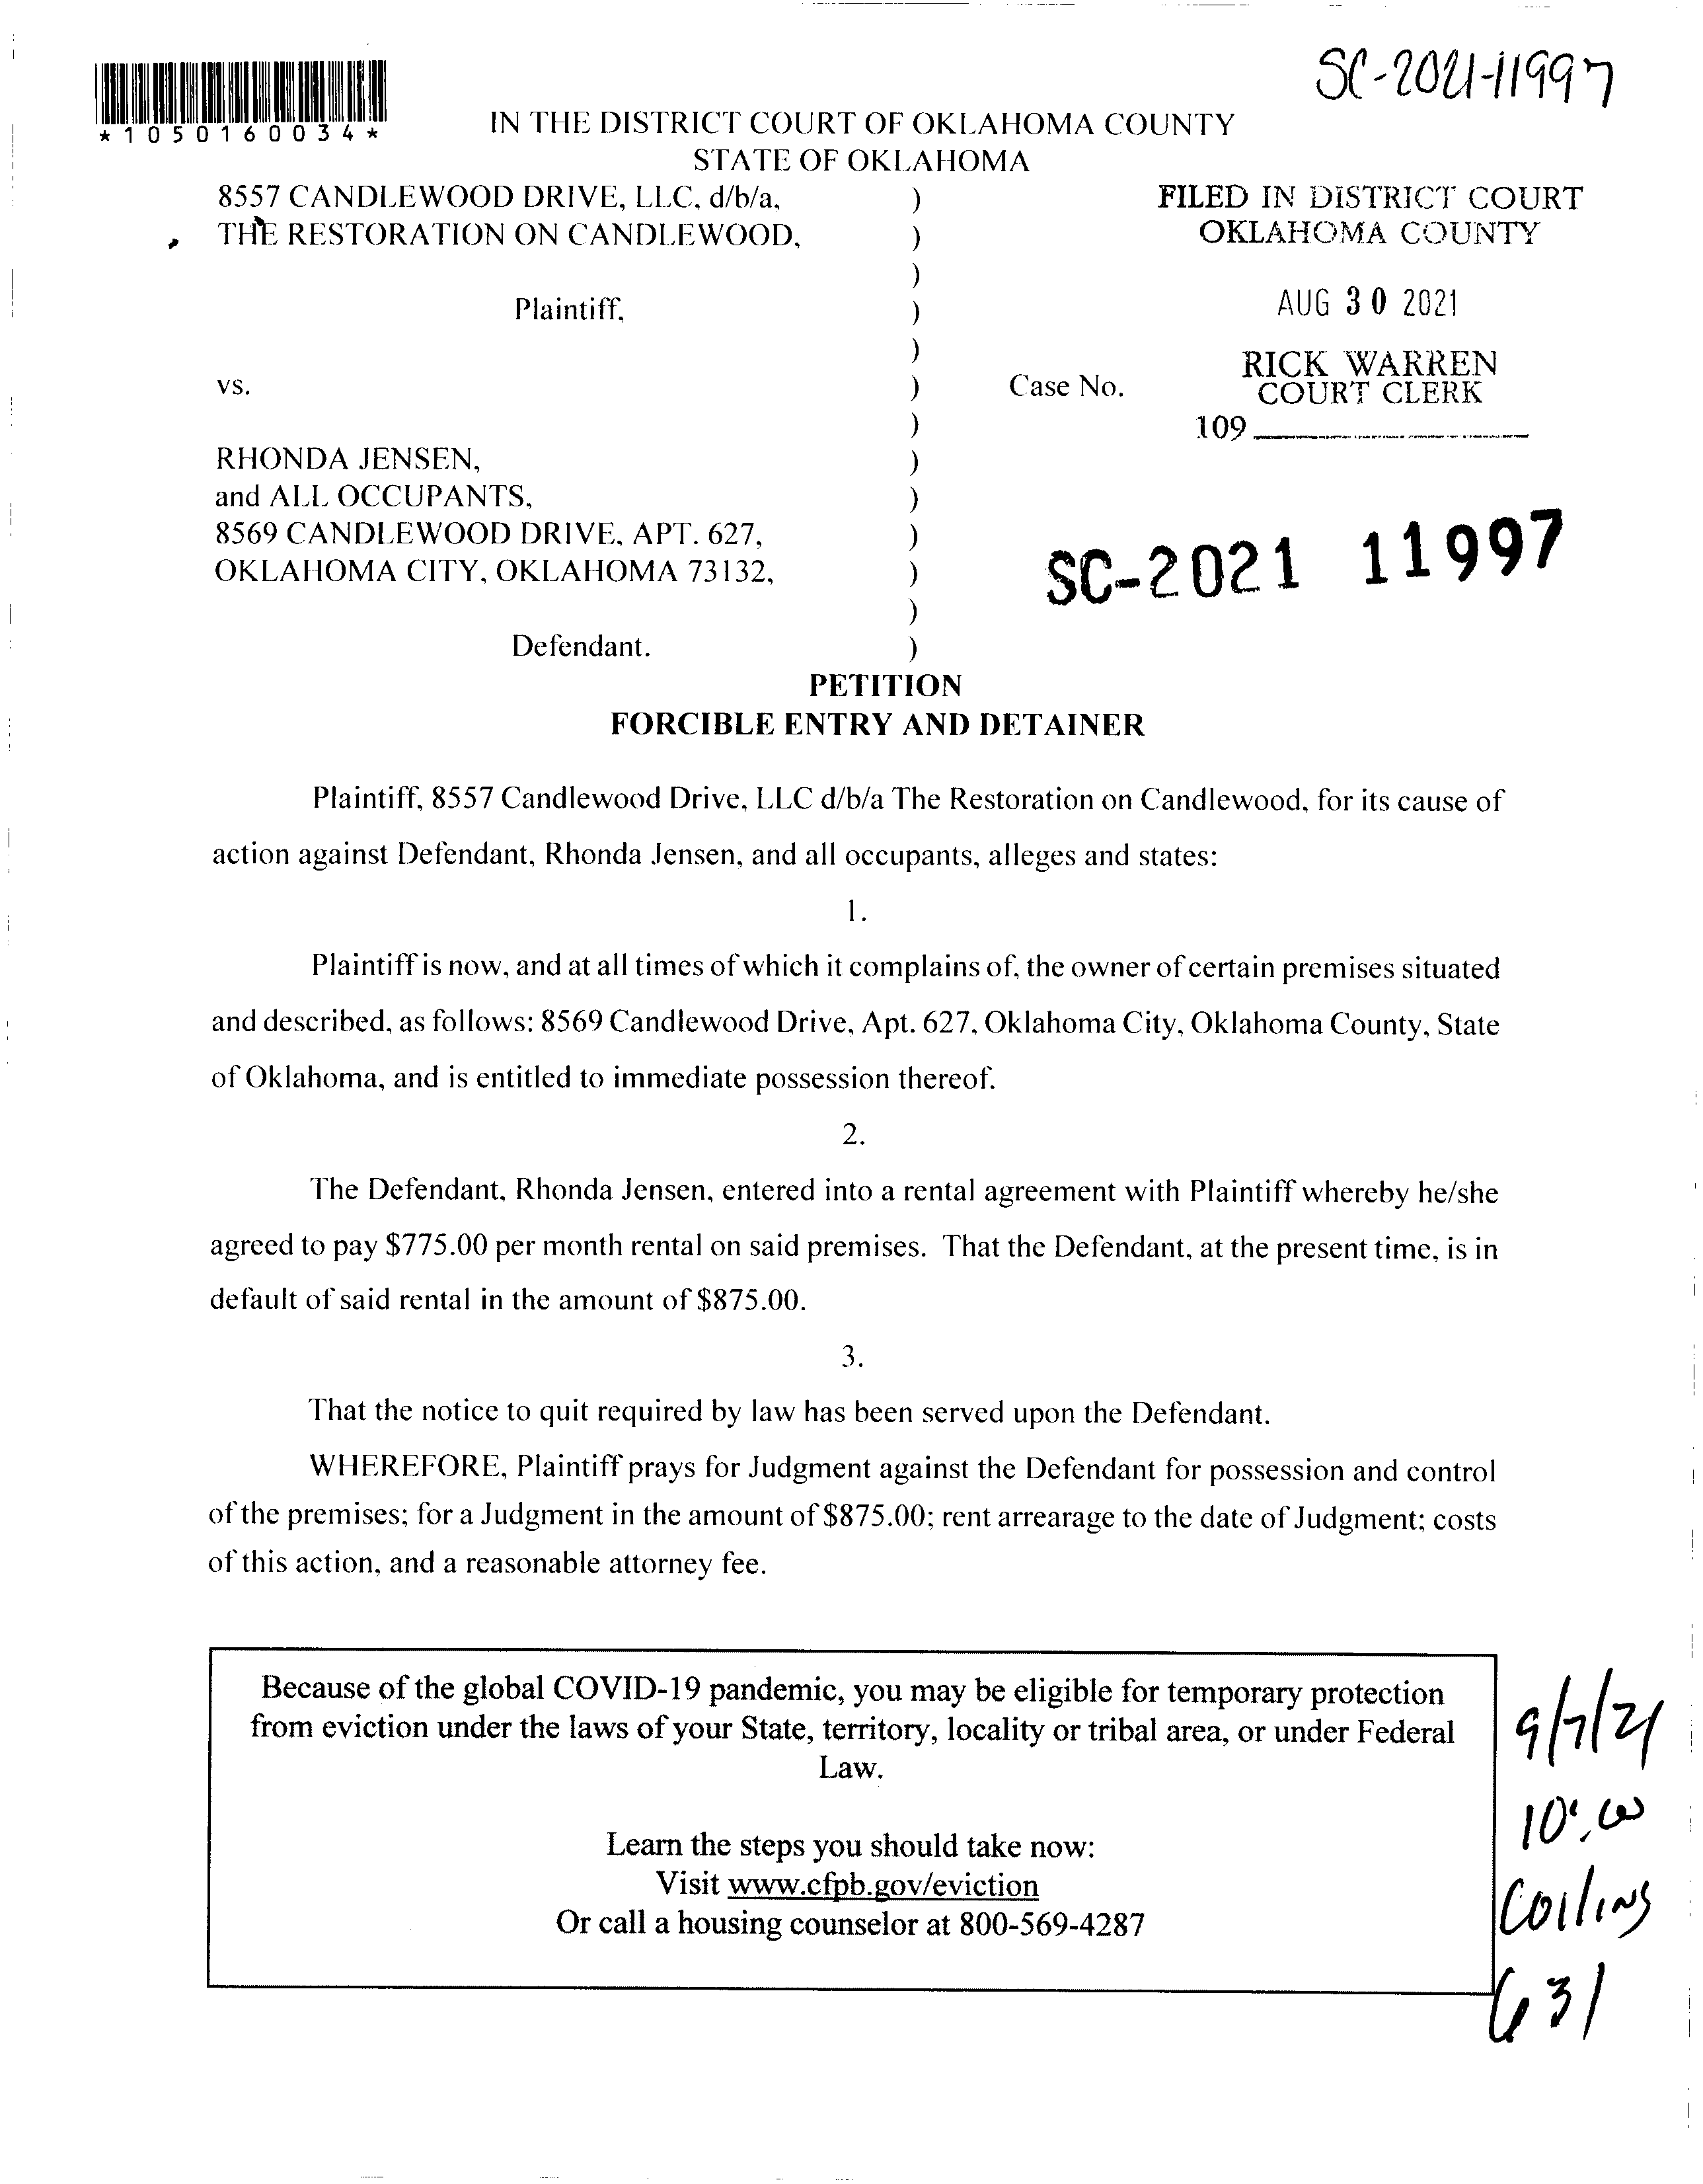 SC-2021-11997
*1050160034*
IN THE DISTRICT COURT OF OKLAHOMA COUNTY
STATE OF OKLAHOMA
8557 CANDLEWOOD DRIVE, LLC, d/b/a, )
THE RESTORATION ON CANDLEWOOD, )
)
Plaintiff, )
)
vs. ) Case No.
)
RHONDA JENSEN, )
and ALL OCCUPANTS, )
8569 CANDLEWOOD DRIVE, APT. 627, )
OKLAHOMA CITY, OKLAHOMA 73132, )
)
Defendant. )
FILED IN DISTRICT COURT
OKLAHOMA COUNTY
AUG 30 2021
RICK WARREN
COURT CLERK
109
SC-2021 11997
PETITION
FORCIBLE ENTRY AND DETAINER
Plaintiff, 8557 Candlewood Drive, LLC d/b/a The Restoration on Candlewood, for its cause of
action against Defendant, Rhonda Jensen, and all occupants, alleges and states:
1.
Plaintiff is now, and at all times of which it complains of, the owner of certain premises situated
and described, as follows: 8569 Candlewood Drive, Apt. 627, Oklahoma City, Oklahoma County, State
of Oklahoma, and is entitled to immediate possession thereof.
2.
The Defendant, Rhonda Jensen, entered into a rental agreement with Plaintiff whereby he/she
agreed to pay $775.00 per month rental on said premises. That the Defendant, at the present time, is in
default of said rental in the amount of $875.00.
3.
That the notice to quit required by law has been served upon the Defendant.
WHEREFORE, Plaintiff prays for Judgment against the Defendant for possession and control
of the premises; for a Judgment in the amount of $875.00; rent arrearage to the date of Judgment; costs
of this action, and a reasonable attorney fee.
Because of the global COVID-19 pandemic, you may be eligible for temporary protection
from eviction under the laws of your State, territory, locality or tribal area, or under Federal
Law.
Learn the steps you should take now:
Visit www.cfpb.gov/eviction
Or call a housing counselor at 800-569-4287
9/7/21
10:00
Collins
631